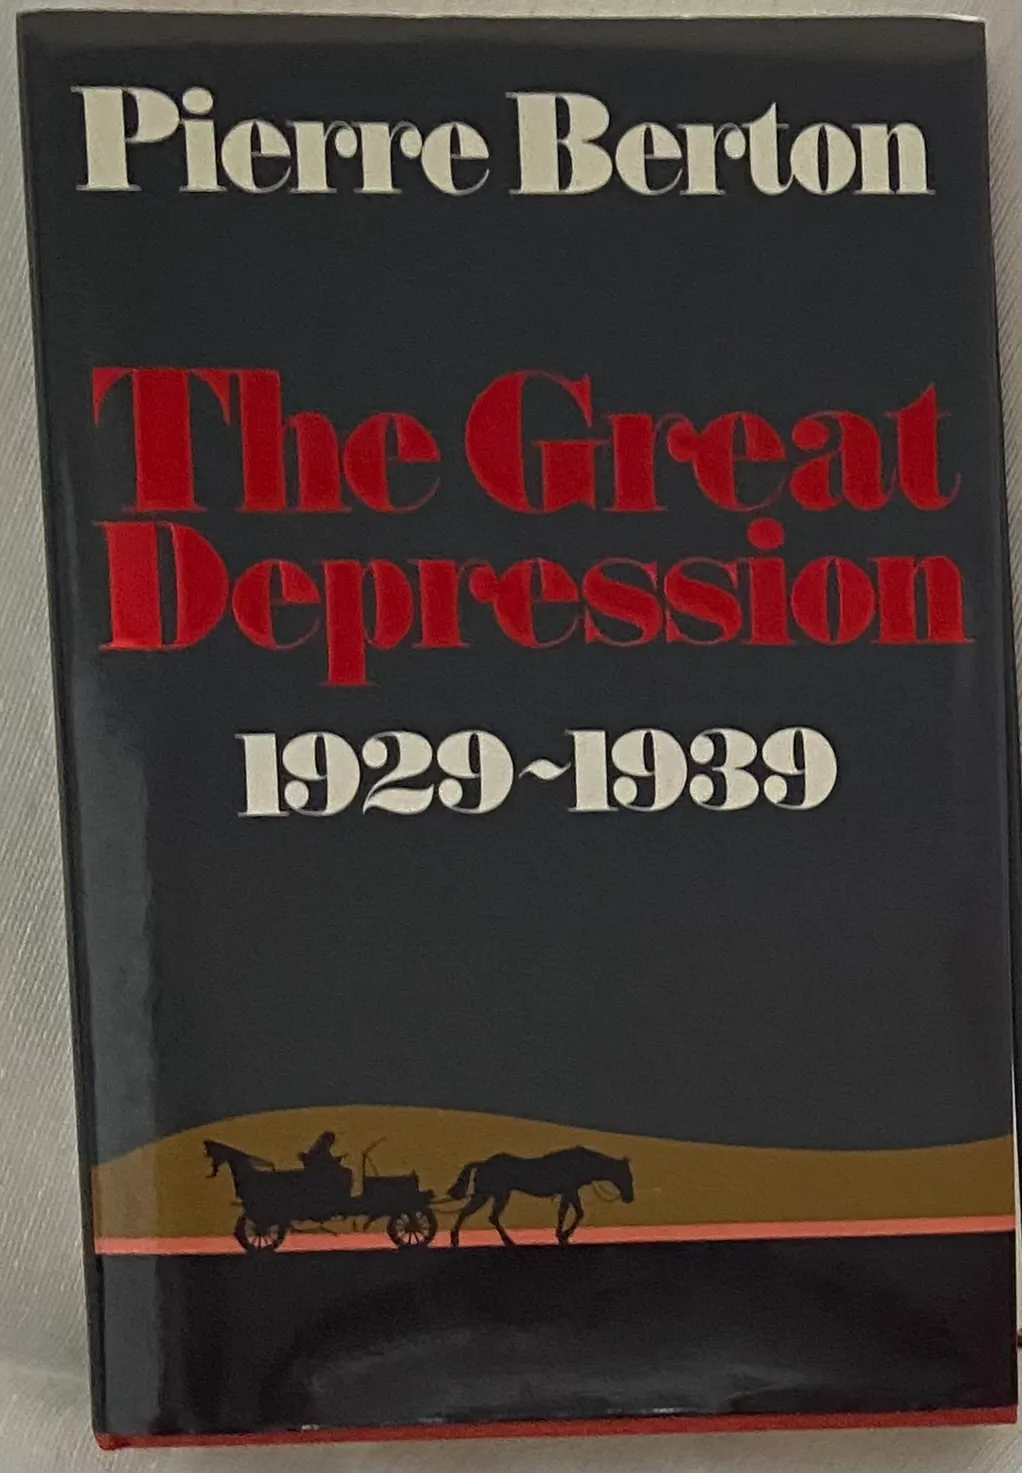 Pierre Berton
The Great
Depression
1929~1939